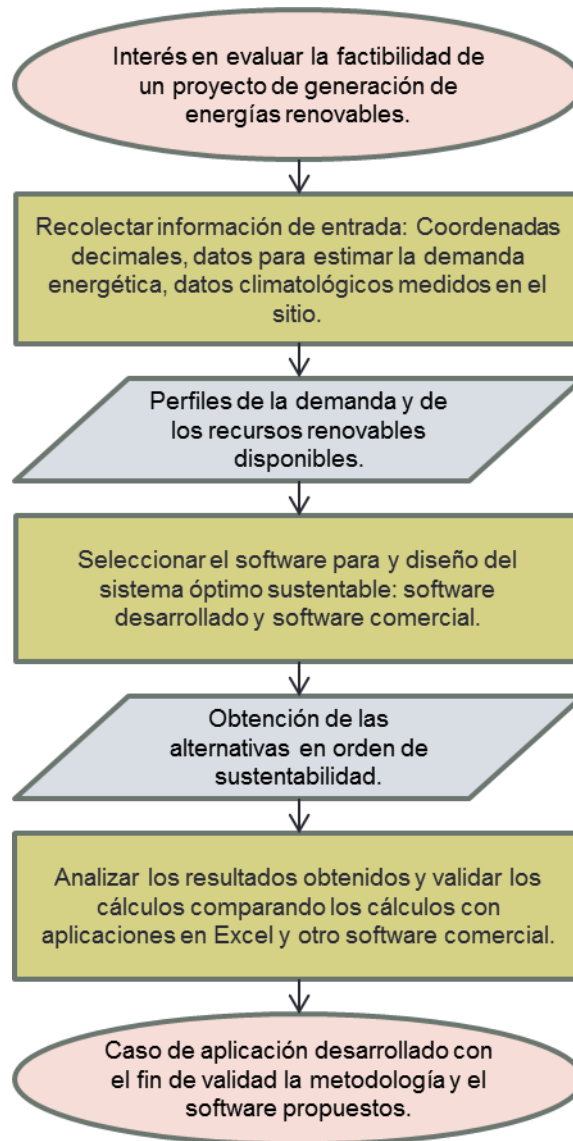 Interés en evaluar la factibilidad de
un proyecto de generación de
energías renovables.
Recolectar información de entrada: Coordenadas
decimales, datos para estimar la demanda
energética, datos climatológicos medidos en el
sitio.
Perfiles de la demanda y de
los recursos renovables
disponibles.
Seleccionar el software para y diseño del
sistema óptimo sustentable: software
desarrollado y software comercial.
Obtención de las
alternativas en orden de
sustentabilidad.
Analizar los resultados obtenidos y validar los
cálculos comparando los cálculos con
aplicaciones en Excel y otro software comercial.
Caso de aplicación desarrollado con
el fin de validad la metodología y el
software propuestos.